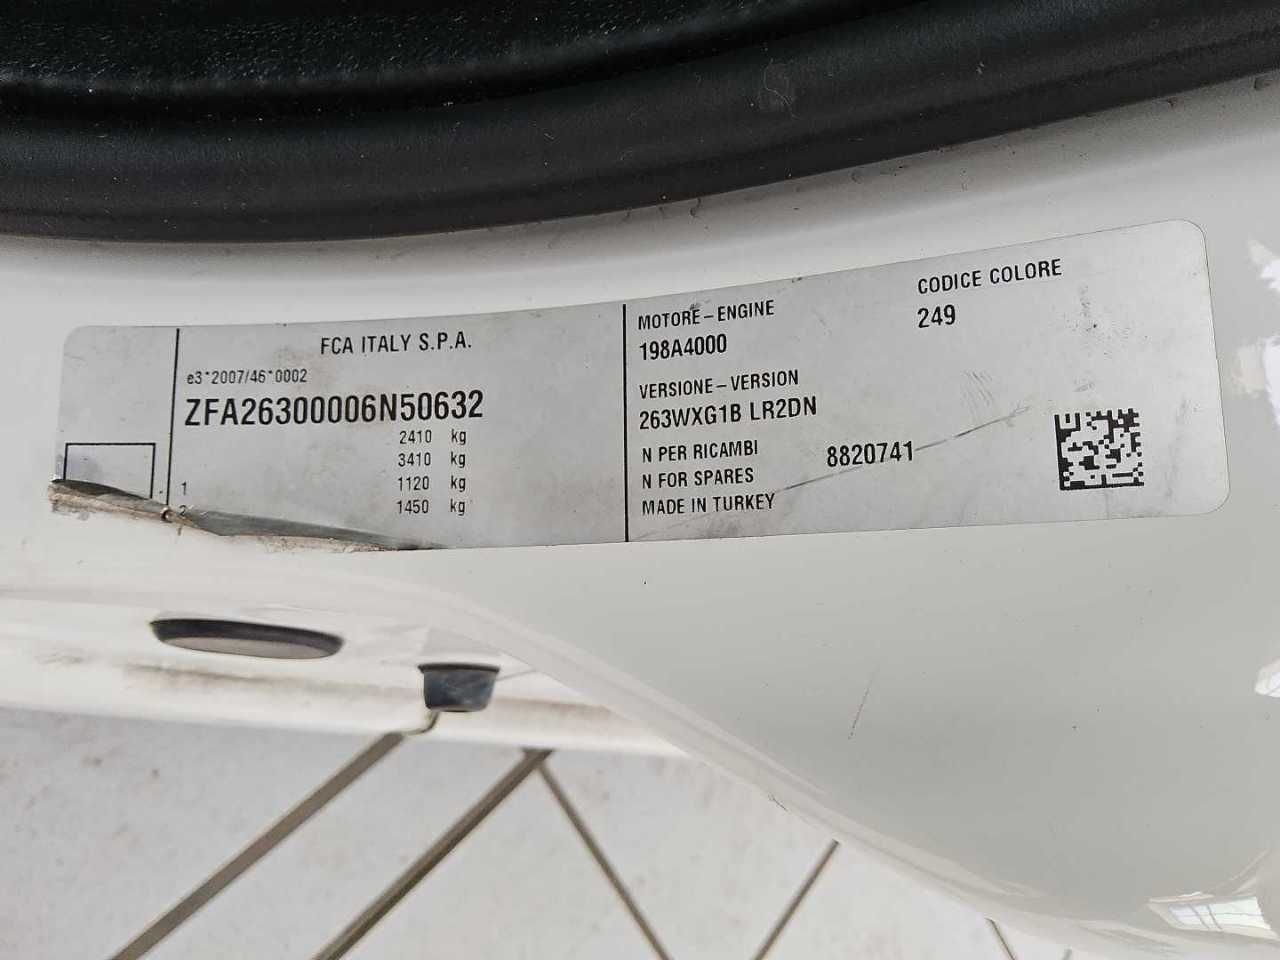 FCA ITALY S.P.A.
e3*2007/46*0002
ZFA26300006N50632
2410 kg
3410 kg
1 1120 kg
2 1450 kg
MOTORE - ENGINE
198A4000
VERSIONE - VERSION
263WXG1B LR2DN
N PER RICAMBI
N FOR SPARES
8820741
MADE IN TURKEY
CODICE COLORE
249